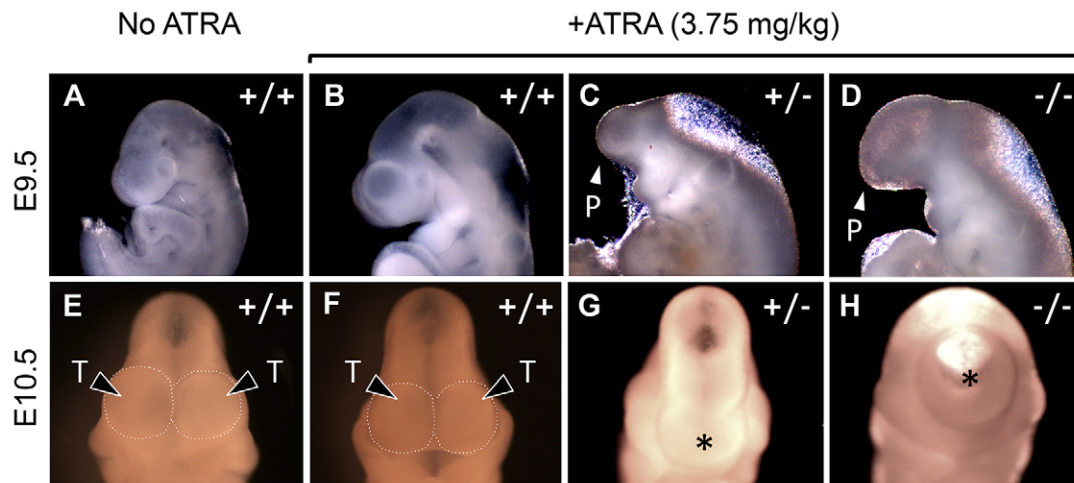 No ATRA
+ATRA (3.75 mg/kg)
E9.5
A +/+
B +/+
C +/-
P
D -/-
P
E10.5
E +/+
T T
F +/+
T T
G +/-
*
H -/-
*